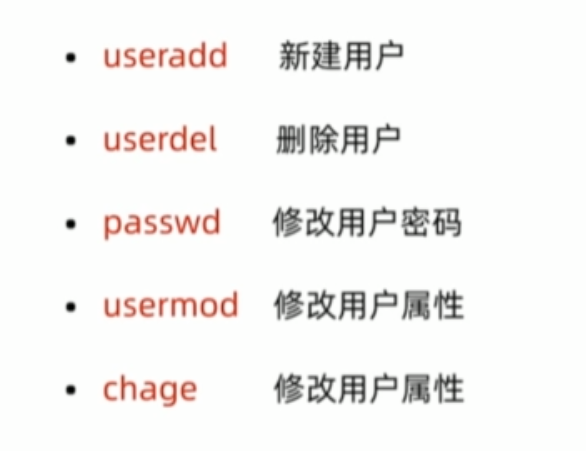 • useradd 新建用户
• userdel 删除用户
• passwd 修改用户密码
• usermod 修改用户属性
• chage 修改用户属性